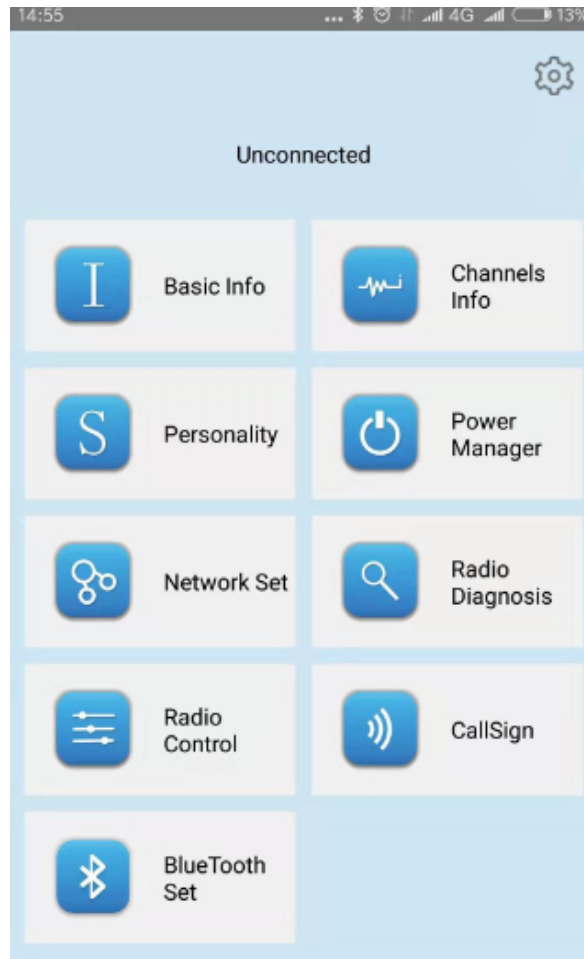 14:55 ... 4G 13%
Unconnected
Basic Info
Channels
Info
Personality
Power
Manager
Network Set
Radio
Diagnosis
Radio
Control
CallSign
BlueTooth
Set